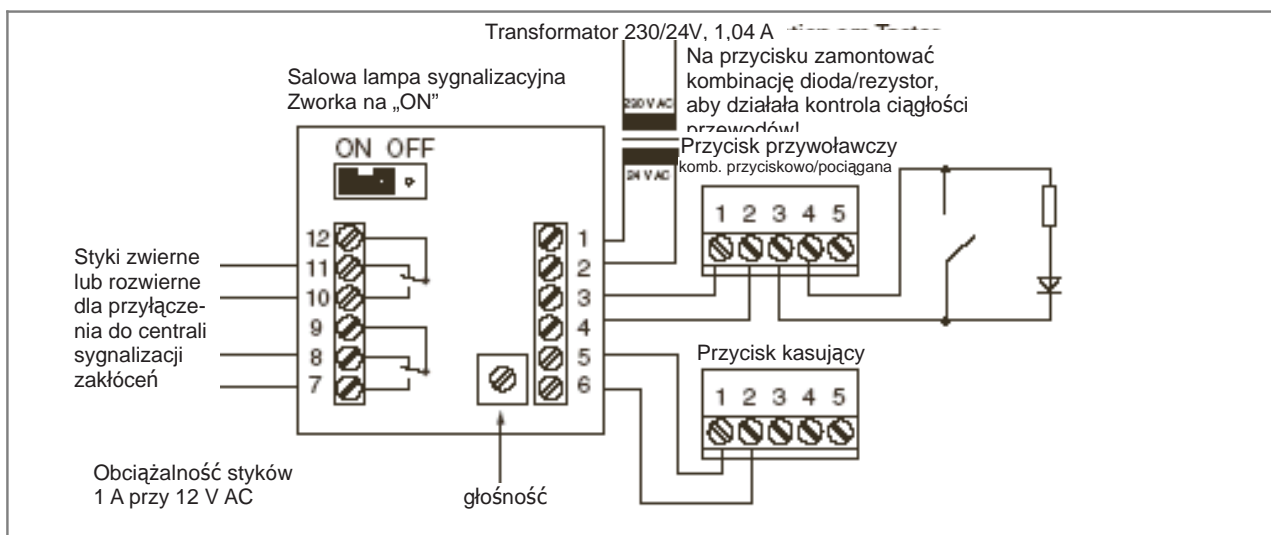 Transformator 230/24V, 1,04 A
Na przycisku zamontować
kombinację dioda/rezystor,
aby działała kontrola ciągłości
przewodów!
Salowa lampa sygnalizacyjna
Zworka na „ON”
230 V AC
24 V AC
Przycisk przywoławczy
komb. przyciskowo/pociągana
ON OFF
1 2 3 4 5
12
11
10
9
8
7
1
2
3
4
5
6
Styki zwierne
lub rozwierne
dla przyłącze-
nia do centrali
sygnalizacji
zakłóceń
Przycisk kasujący
1 2 3 4 5
Obciążalność styków
1 A przy 12 V AC
głośność